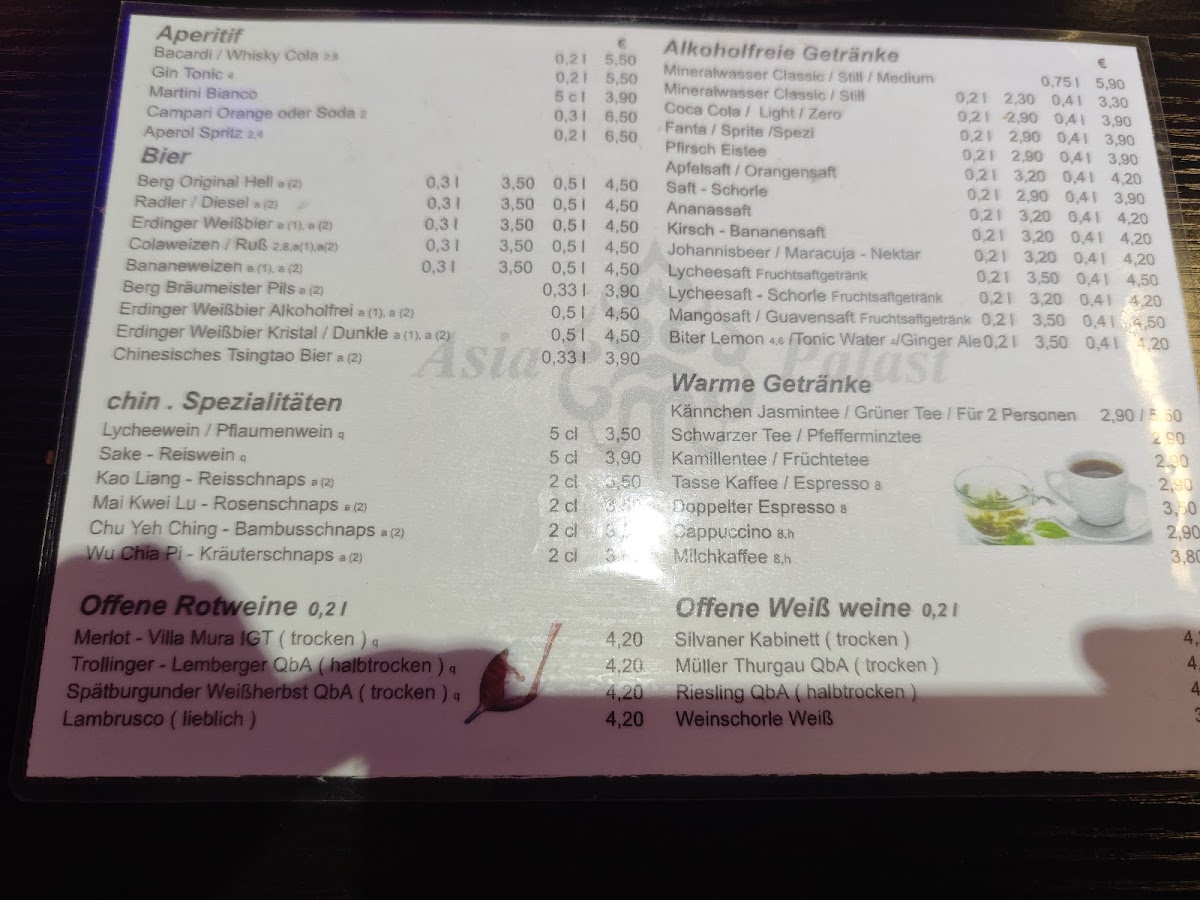 Aperitif €
Bacardi / Whisky Cola 2,8 0,2 l 5,50
Gin Tonic 4 0,2 l 5,50
Martini Bianco 5 c l 3,90
Campari Orange oder Soda 2 0,3 l 6,50
Aperol Spritz 2,4 0,2 l 6,50
Bier
Berg Original Hell a (2) 0,3 l 3,50 0,5 l 4,50
Radler / Diesel a (2) 0,3 l 3,50 0,5 l 4,50
Erdinger Weißbier a (1), a (2) 0,3 l 3,50 0,5 l 4,50
Colaweizen / Ruß 2,8,a(1),a(2) 0,3 l 3,50 0,5 l 4,50
Bananeweizen a (1), a (2) 0,3 l 3,50 0,5 l 4,50
Berg Bräumeister Pils a (2) 0,33 l 3,90
Erdinger Weißbier Alkoholfrei a (1), a (2) 0,5 l 4,50
Erdinger Weißbier Kristal / Dunkle a (1), a (2) 0,5 l 4,50
Chinesisches Tsingtao Bier a (2) 0,33 l 3,90
chin . Spezialitäten
Lycheewein / Pflaumenwein q 5 cl 3,50
Sake - Reiswein q 5 cl 3,90
Kao Liang - Reisschnaps a (2) 2 cl 3,50
Mai Kwei Lu - Rosenschnaps a (2) 2 cl
Chu Yeh Ching - Bambusschnaps a (2) 2 cl
Wu Chia Pi - Kräuterschnaps a (2) 2 cl
Offene Rotweine 0,2 l
Merlot - Villa Mura IGT ( trocken ) q 4,20
Trollinger - Lemberger QbA ( halbtrocken ) q 4,20
Spätburgunder Weißherbst QbA ( trocken ) q 4,20
Lambrusco ( lieblich ) 4,20
Asia Palast
Alkoholfreie Getränke €
Mineralwasser Classic / Still / Medium 0,75 l 5,90
Mineralwasser Classic / Still 0,2 l 2,30 0,4 l 3,30
Coca Cola / Light / Zero 0,2 l 2,90 0,4 l 3,90
Fanta / Sprite /Spezi 0,2 l 2,90 0,4 l 3,90
Pfirsch Eistee 0,2 l 2,90 0,4 l 3,90
Apfelsaft / Orangensaft 0,2 l 3,20 0,4 l 4,20
Saft - Schorle 0,2 l 2,90 0,4 l 3,90
Ananassaft 0,2 l 3,20 0,4 l 4,20
Kirsch - Bananensaft 0,2 l 3,20 0,4 l 4,20
Johannisbeer / Maracuja - Nektar 0,2 l 3,20 0,4 l 4,20
Lycheesaft Fruchtsaftgetränk 0,2 l 3,50 0,4 l 4,50
Lycheesaft - Schorle Fruchtsaftgetränk 0,2 l 3,20 0,4 l 4,20
Mangosaft / Guavensaft Fruchtsaftgetränk 0,2 l 3,50 0,4 l 4,50
Biter Lemon 4,6 /Tonic Water 4/Ginger Ale 0,2 l 3,50 0,4 l 4,20
Warme Getränke
Kännchen Jasmintee / Grüner Tee / Für 2 Personen 2,90 / 5,50
Schwarzer Tee / Pfefferminztee 2,90
Kamillentee / Früchtetee 2,90
Tasse Kaffee / Espresso 8 2,90
Doppelter Espresso 8
Cappuccino 8,h 2,90
Milchkaffee 8,h 3,80
Offene Weiß weine 0,2 l
Silvaner Kabinett ( trocken )
Müller Thurgau QbA ( trocken )
Riesling QbA ( halbtrocken )
Weinschorle Weiß